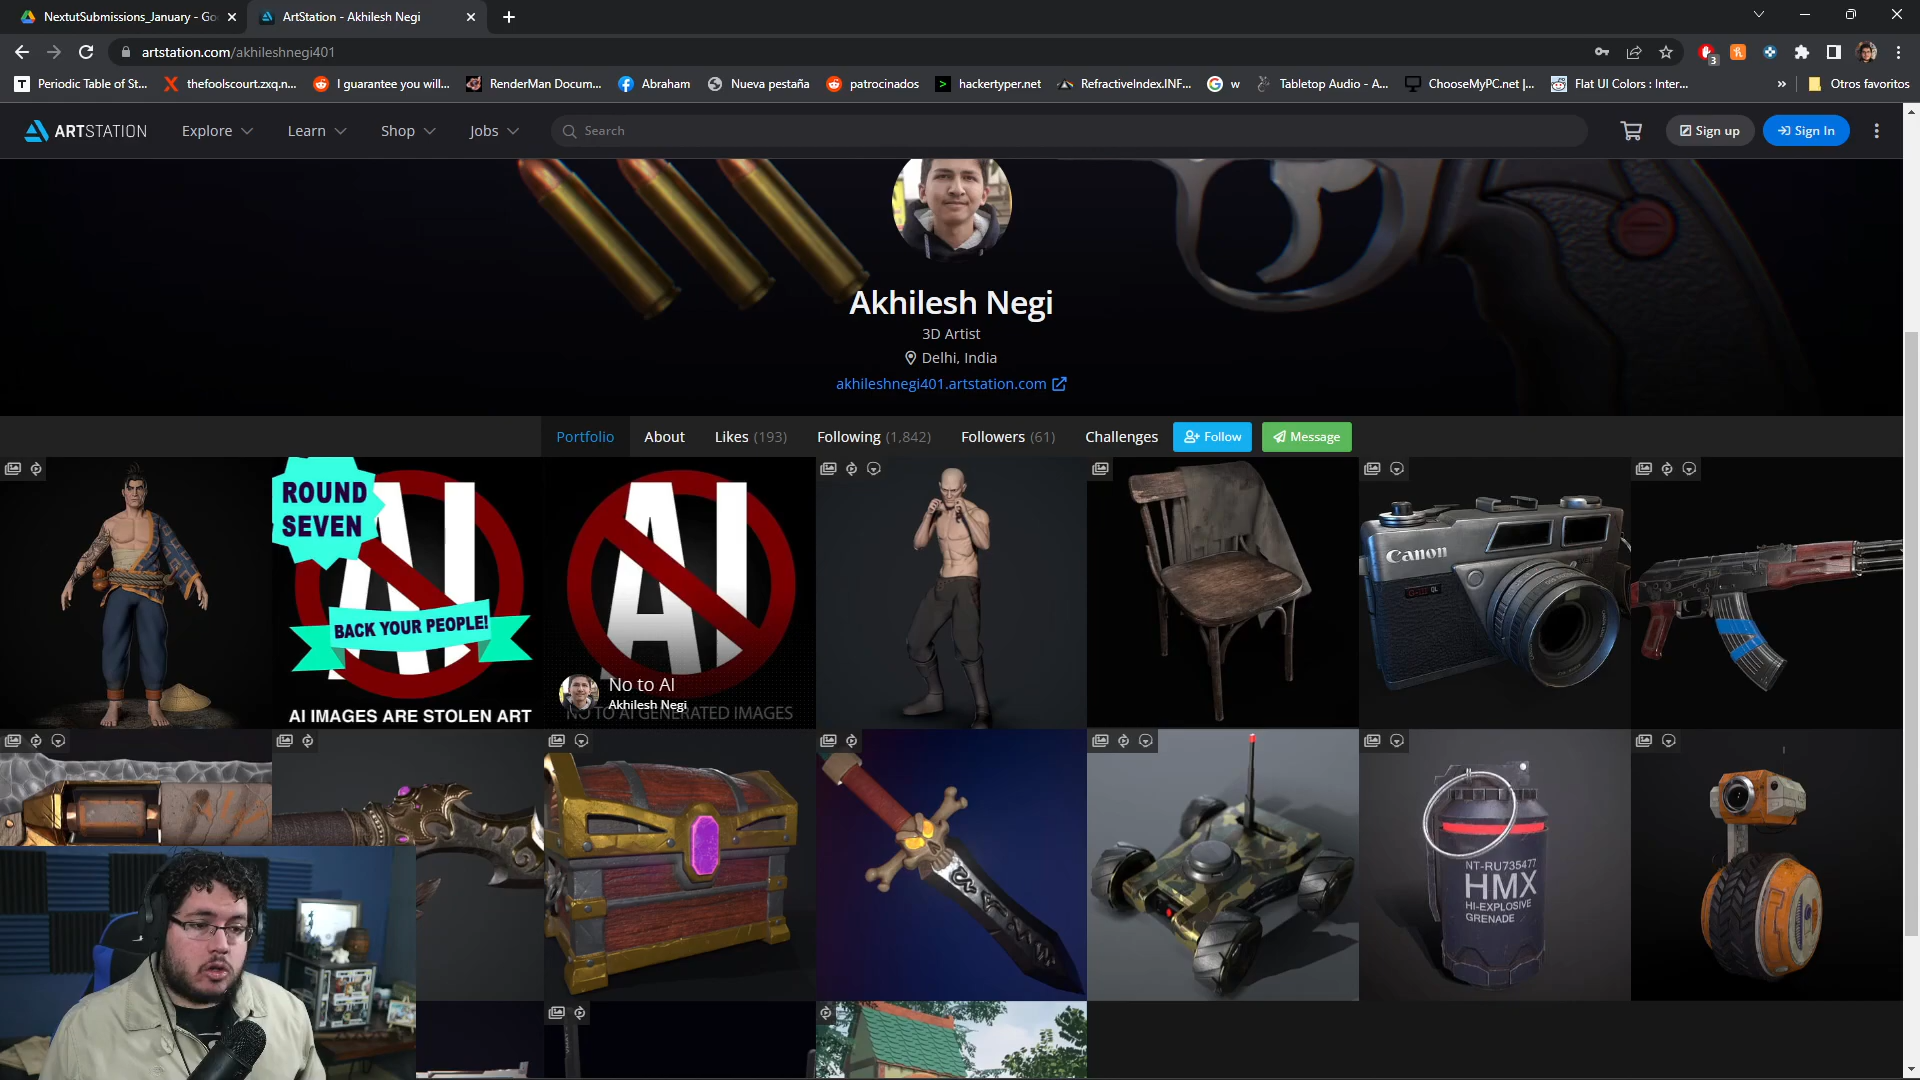 NextutSubmissions_January - Go
ArtStation - Akhilesh Negi
artstation.com/akhileshnegi401
3
Periodic Table of St...
thefoolscourt.zxq.n...
I guarantee you will...
RenderMan Docum...
Abraham
Nueva pestaña
patrocinados
hackertyper.net
RefractiveIndex.INF...
w
Tabletop Audio - A...
ChooseMyPC.net |...
Flat UI Colors : Inter...
»
Otros favoritos
ARTSTATION
Explore
Learn
Shop
Jobs
Search
Sign up
Sign In
Akhilesh Negi
3D Artist
Delhi, India
akhileshnegi401.artstation.com
Portfolio
About
Likes (193)
Following (1,842)
Followers (61)
Challenges
Follow
Message
ROUND
SEVEN
AI
BACK YOUR PEOPLE!
AI IMAGES ARE STOLEN ART
AI
No to AI
Akhilesh Negi
NO TO AI GENERATED IMAGES
Canon
NT-RU735477
HMX
HI-EXPLOSIVE
GRENADE